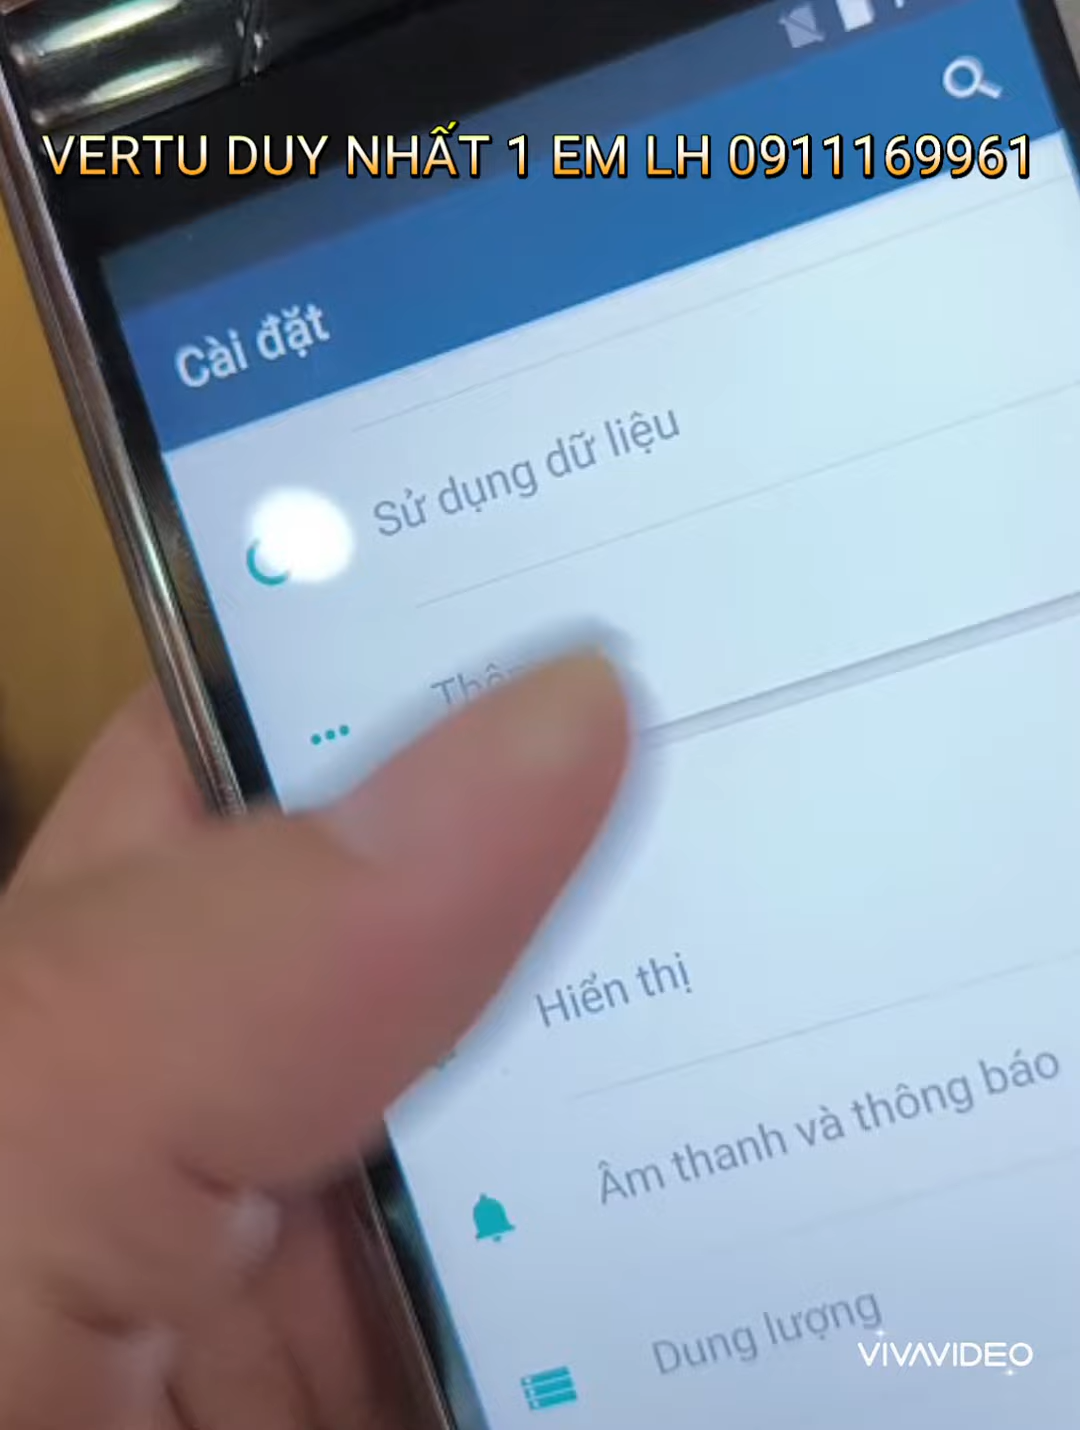 VERTU DUY NHẤT 1 EM LH 0911169961
Cài đặt
Sử dụng dữ liệu
Hiển thị
Âm thanh và thông báo
Dung lượng
VIVAVIDEO